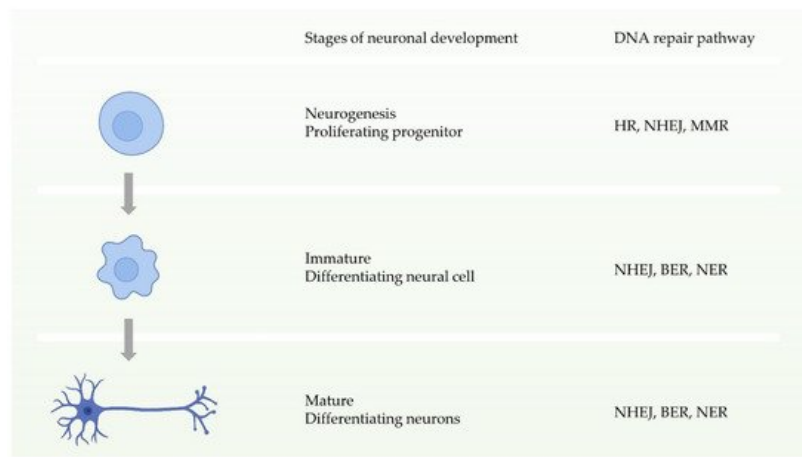 Stages of neuronal development DNA repair pathway
Neurogenesis
Proliferating progenitor
HR, NHEJ, MMR
Immature
Differentiating neural cell
NHEJ, BER, NER
Mature
Differentiating neurons
NHEJ, BER, NER